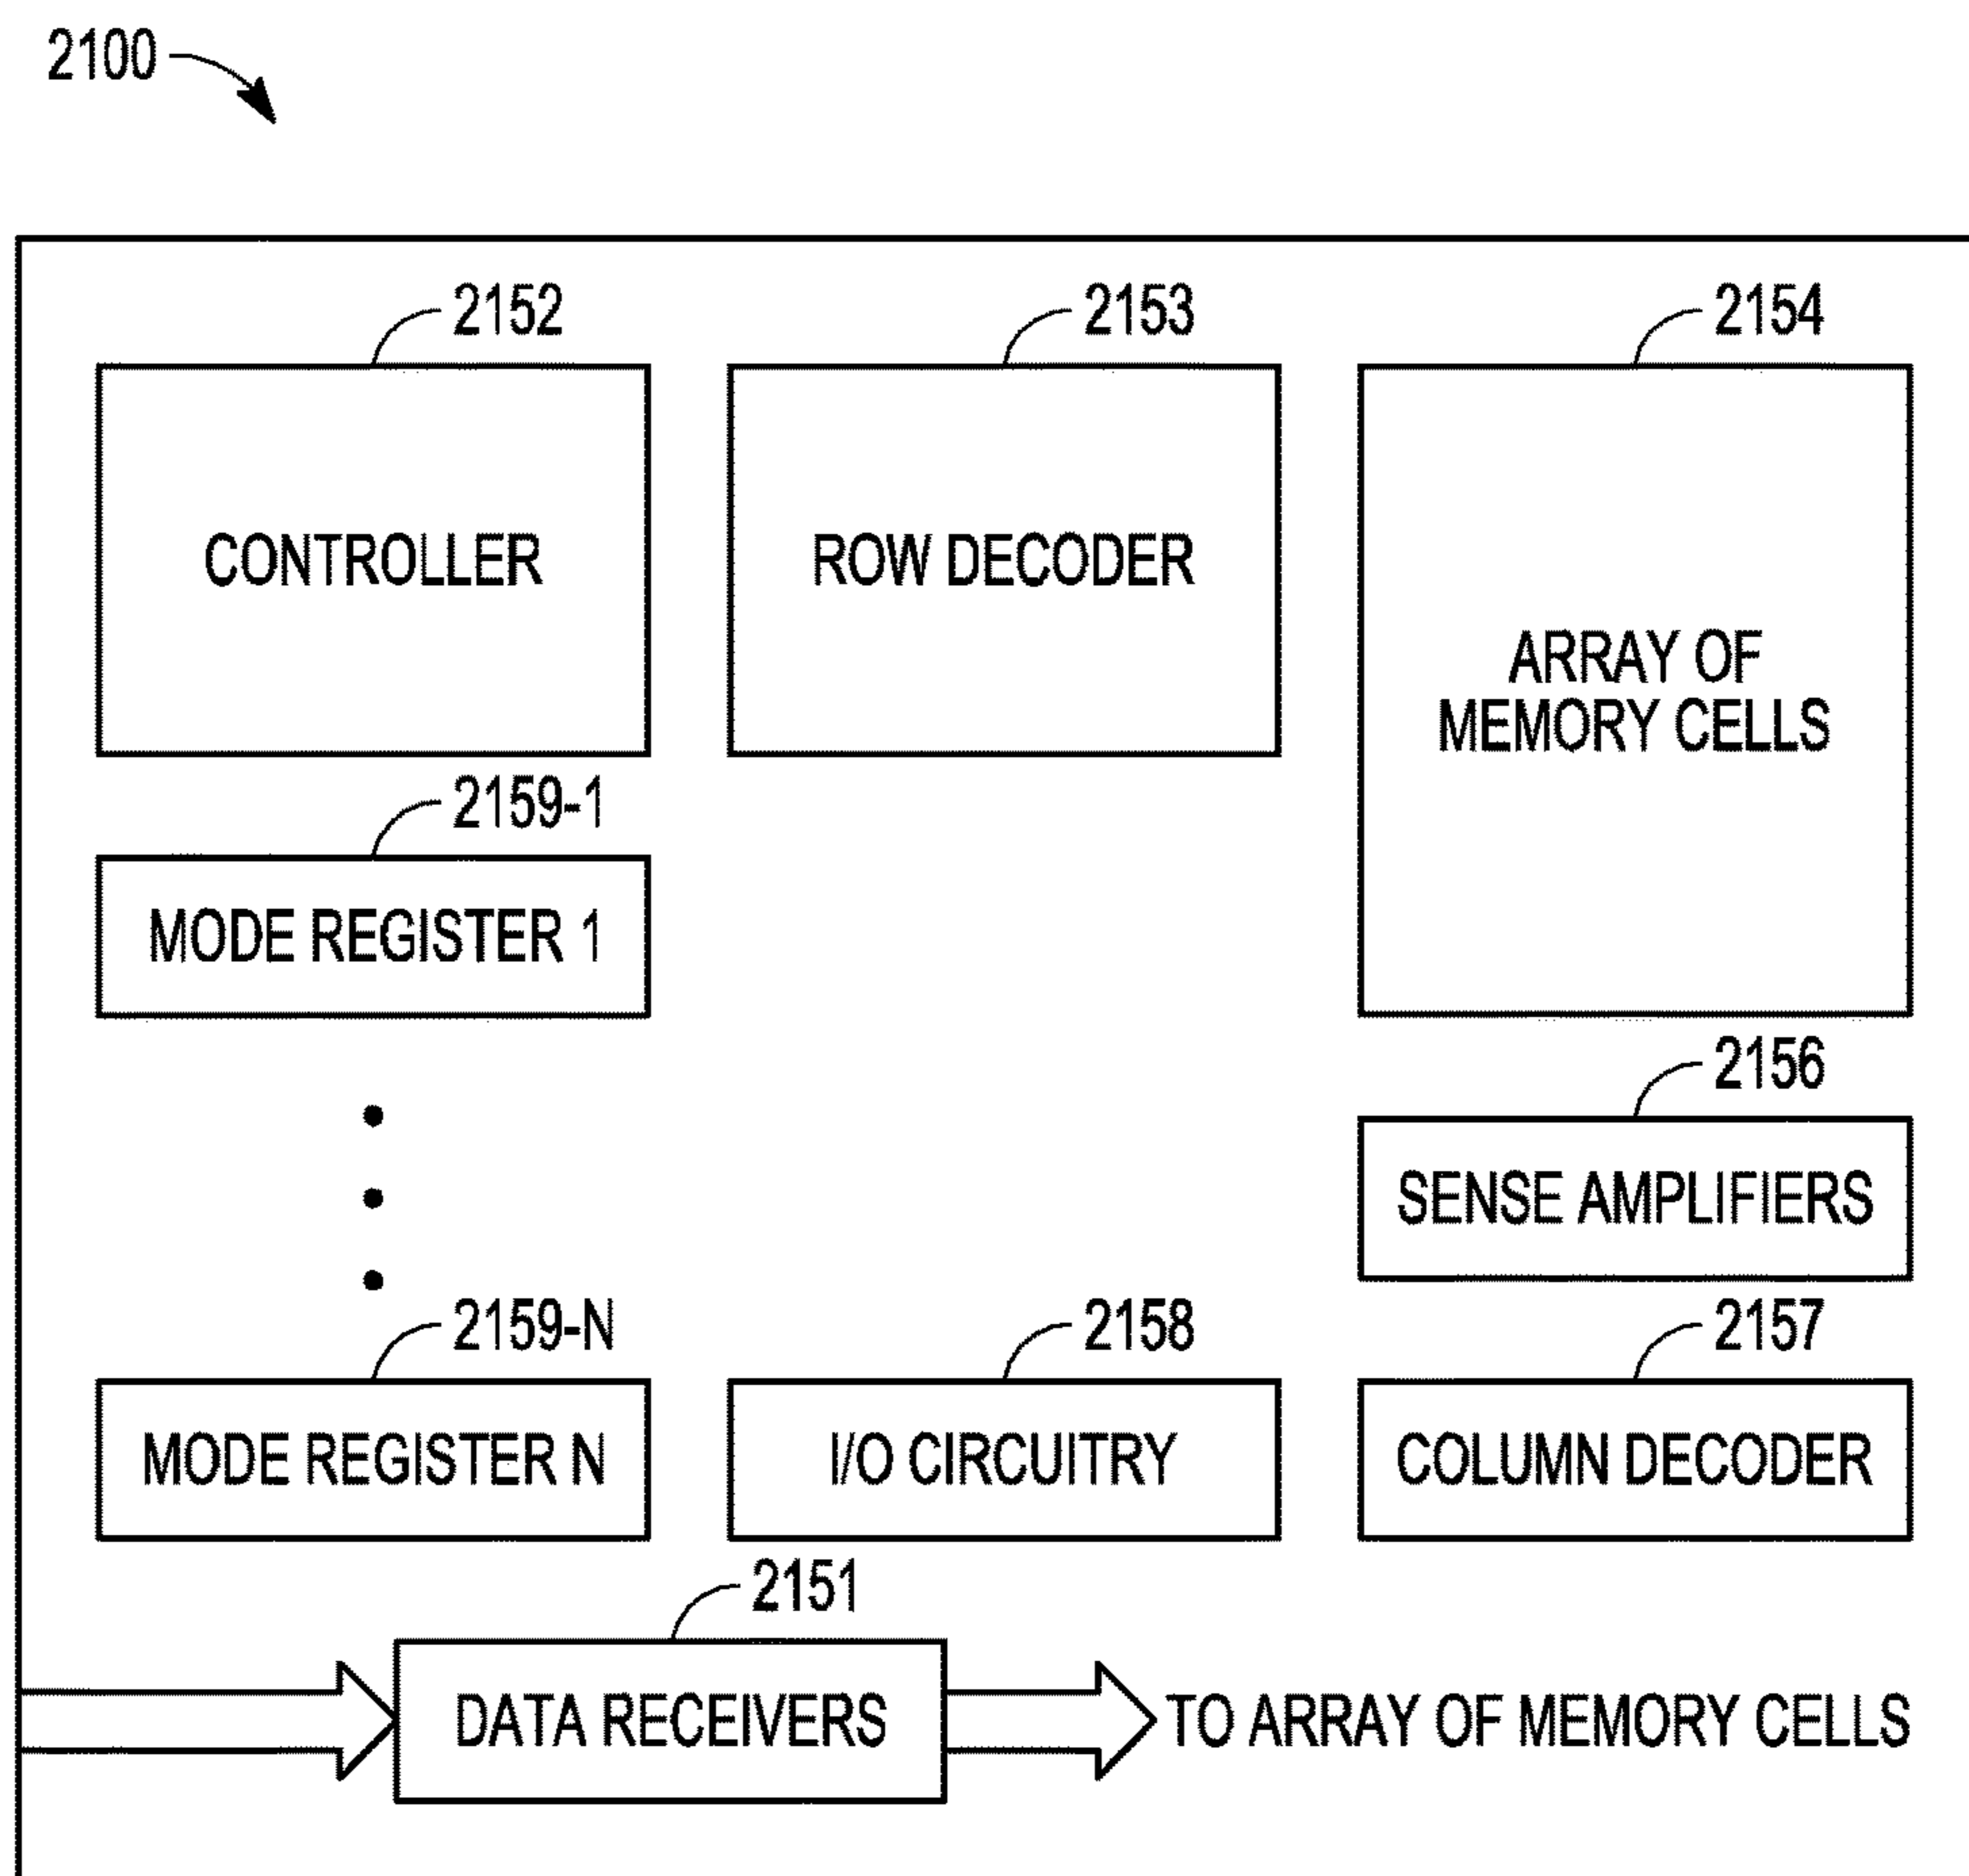 2100
2152
2153
2154
CONTROLLER
ROW DECODER
ARRAY OF
MEMORY CELLS
2159-1
MODE REGISTER 1
2156
SENSE AMPLIFIERS
2159-N
2158
2157
MODE REGISTER N
I/O CIRCUITRY
COLUMN DECODER
2151
DATA RECEIVERS
TO ARRAY OF MEMORY CELLS